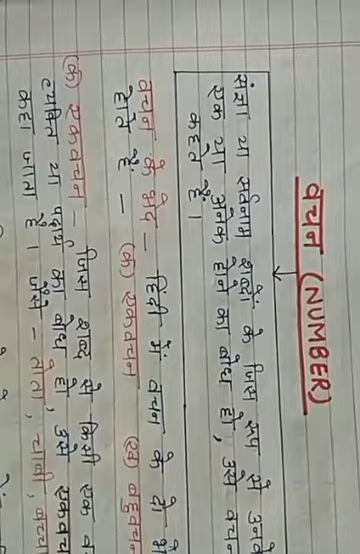 वचन (NUMBER)
संज्ञा या सर्वनाम शब्दों के जिस रूप से उनके
एक या अनेक होने का बोध हो, उसे वचन
कहते हैं।
वचन के भेद - हिंदी में वचन के दो भे
होते हैं - (क) एकवचन (ख) बहुवचन
(क) एकवचन - जिस शब्द से किसी एक व
व्यक्ति या पदार्थ का बोध हो, उसे एकवच
कहा जाता है। जैसे - तोता, चाबी, बच्च